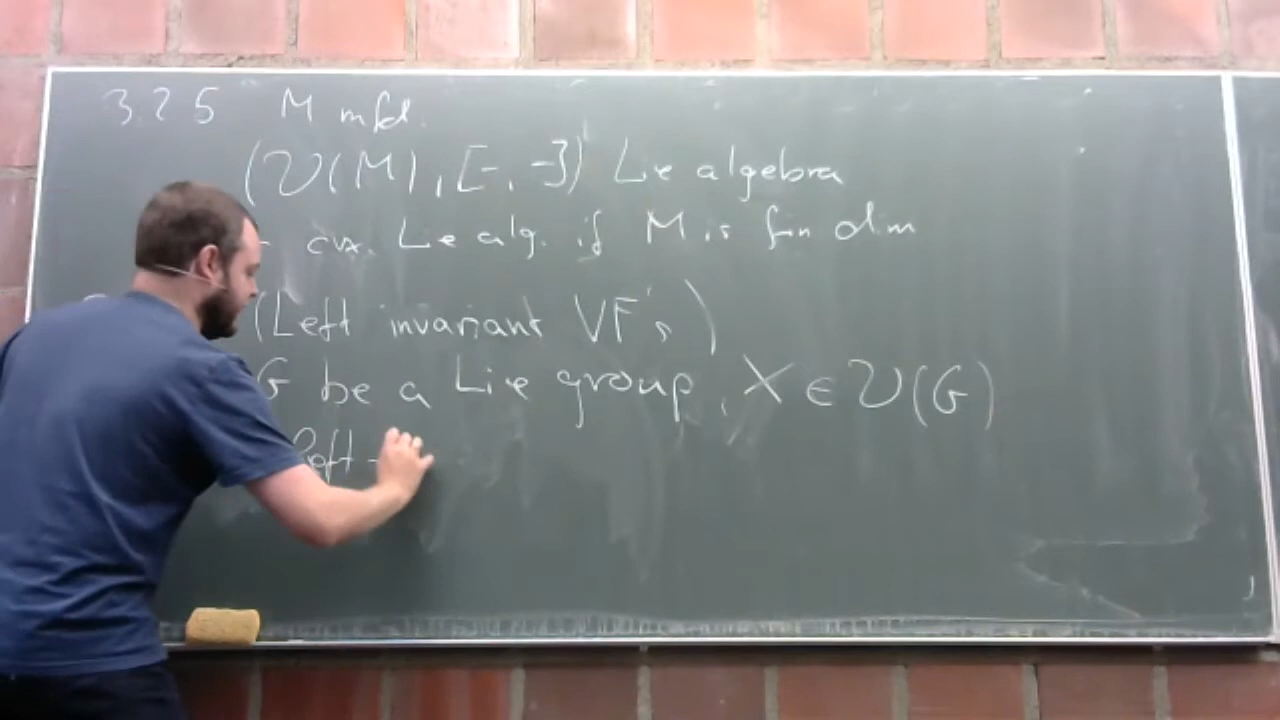 3.2.5 M mfd.
(V(M), [-, -]) Lie algebra
cvx. Lie alg. if M is fin dim
(Left invariant VF's)
G be a Lie group, X ∈ V(G)
left -